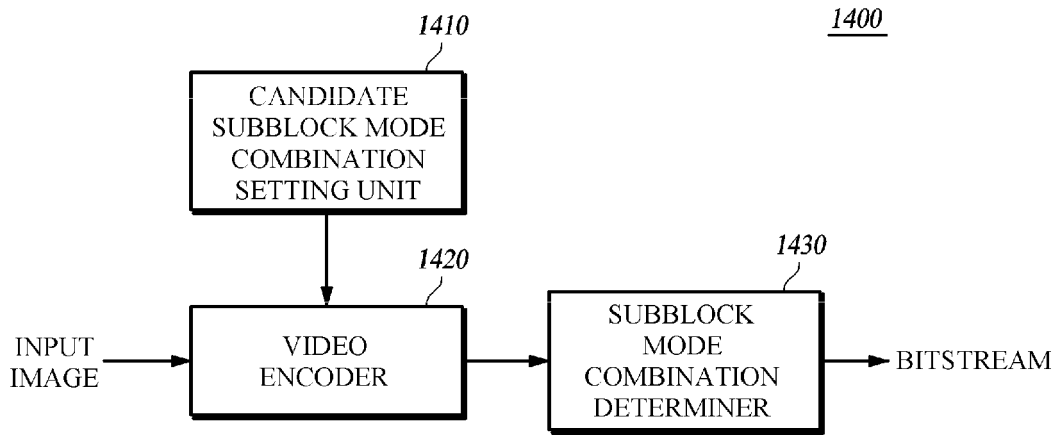 1400
1410
CANDIDATE
SUBBLOCK MODE
COMBINATION
SETTING UNIT
1420
1430
INPUT
IMAGE
VIDEO
ENCODER
SUBBLOCK
MODE
COMBINATION
DETERMINER
BITSTREAM